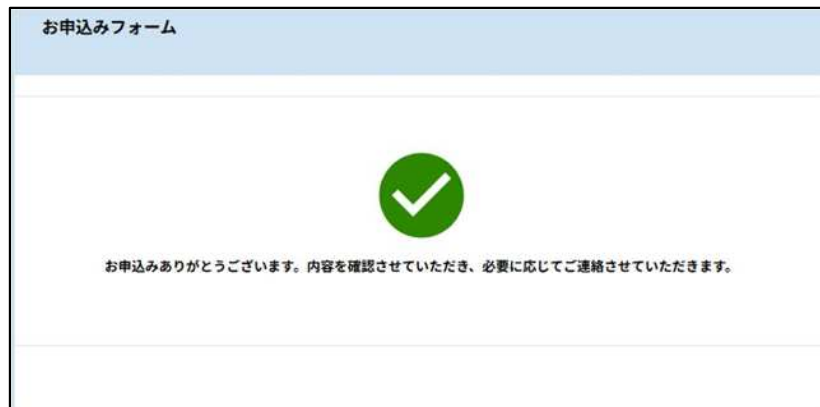 お申込みフォーム
お申込みありがとうございます。内容を確認させていただき、必要に応じてご連絡させていただきます。